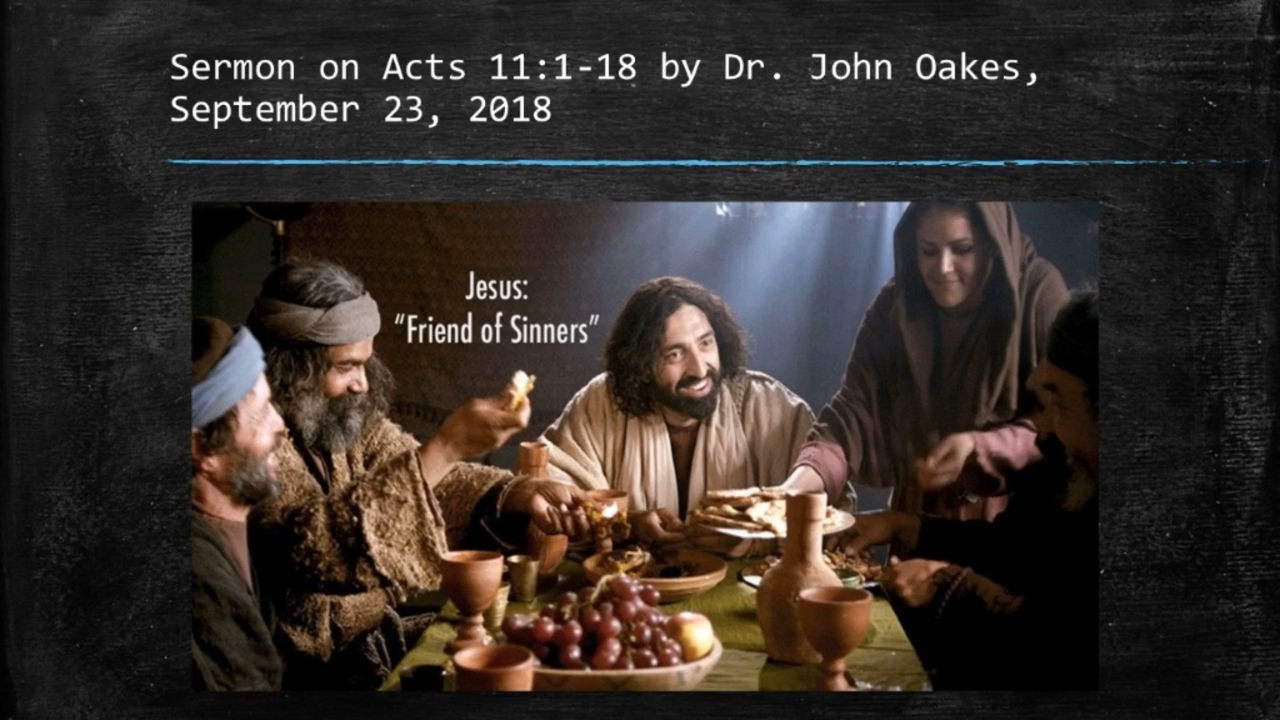 Sermon on Acts 11:1-18 by Dr. John Oakes,
September 23, 2018
Jesus:
“Friend of Sinners”